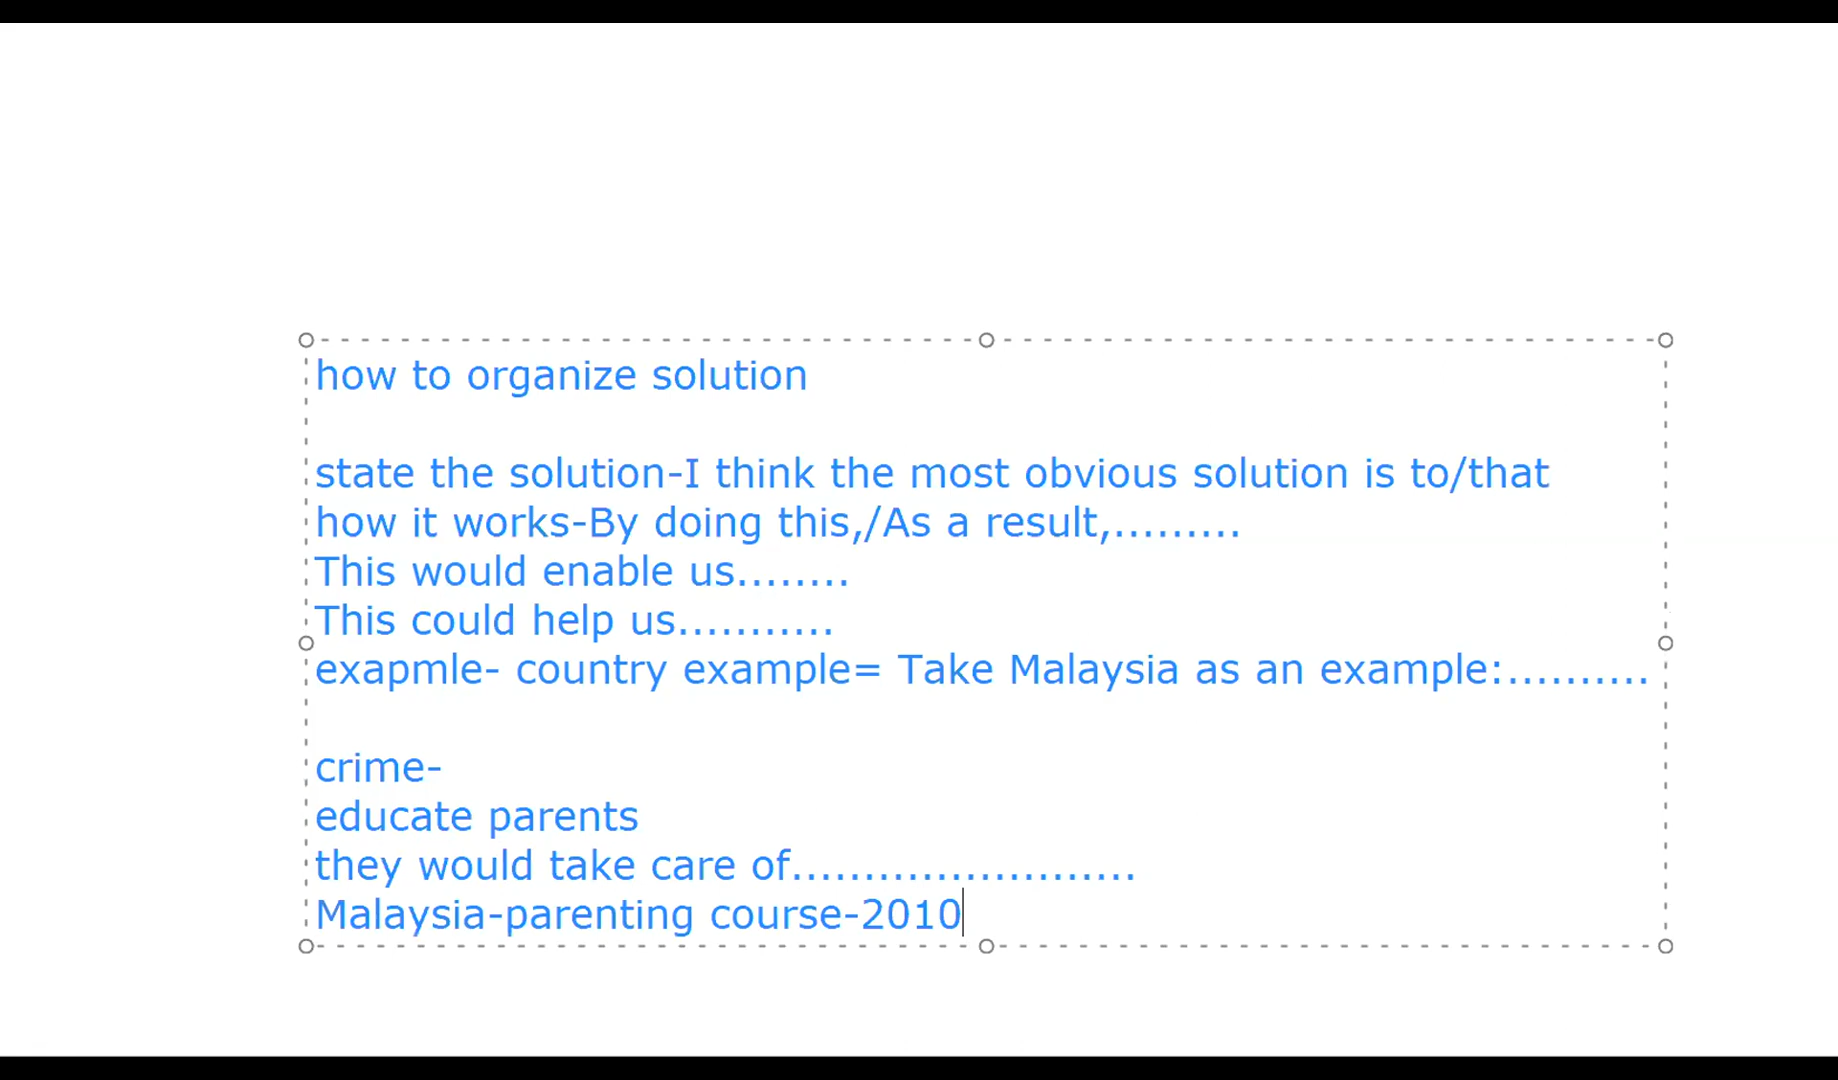 how to organize solution
state the solution-I think the most obvious solution is to/that
how it works-By doing this,/As a result,.........
This would enable us........
This could help us...........
exapmle- country example= Take Malaysia as an example:..........
crime-
educate parents
they would take care of........................
Malaysia-parenting course-2010